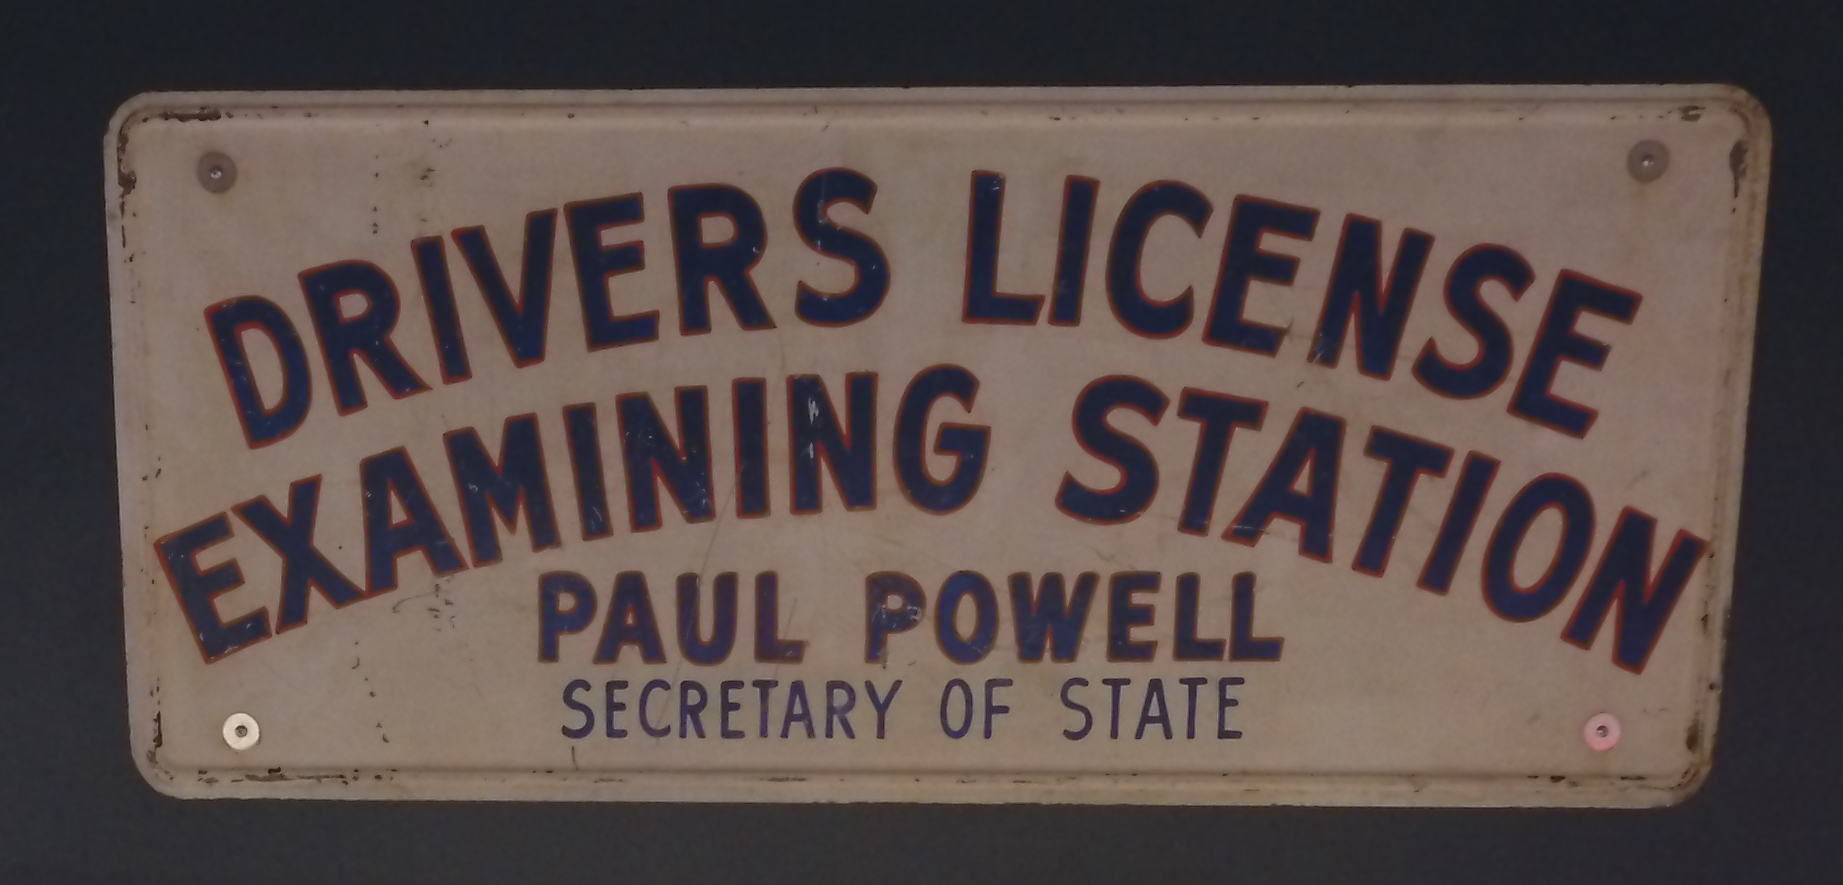 DRIVERS LICENSE
EXAMINING STATION
PAUL POWELL
SECRETARY OF STATE